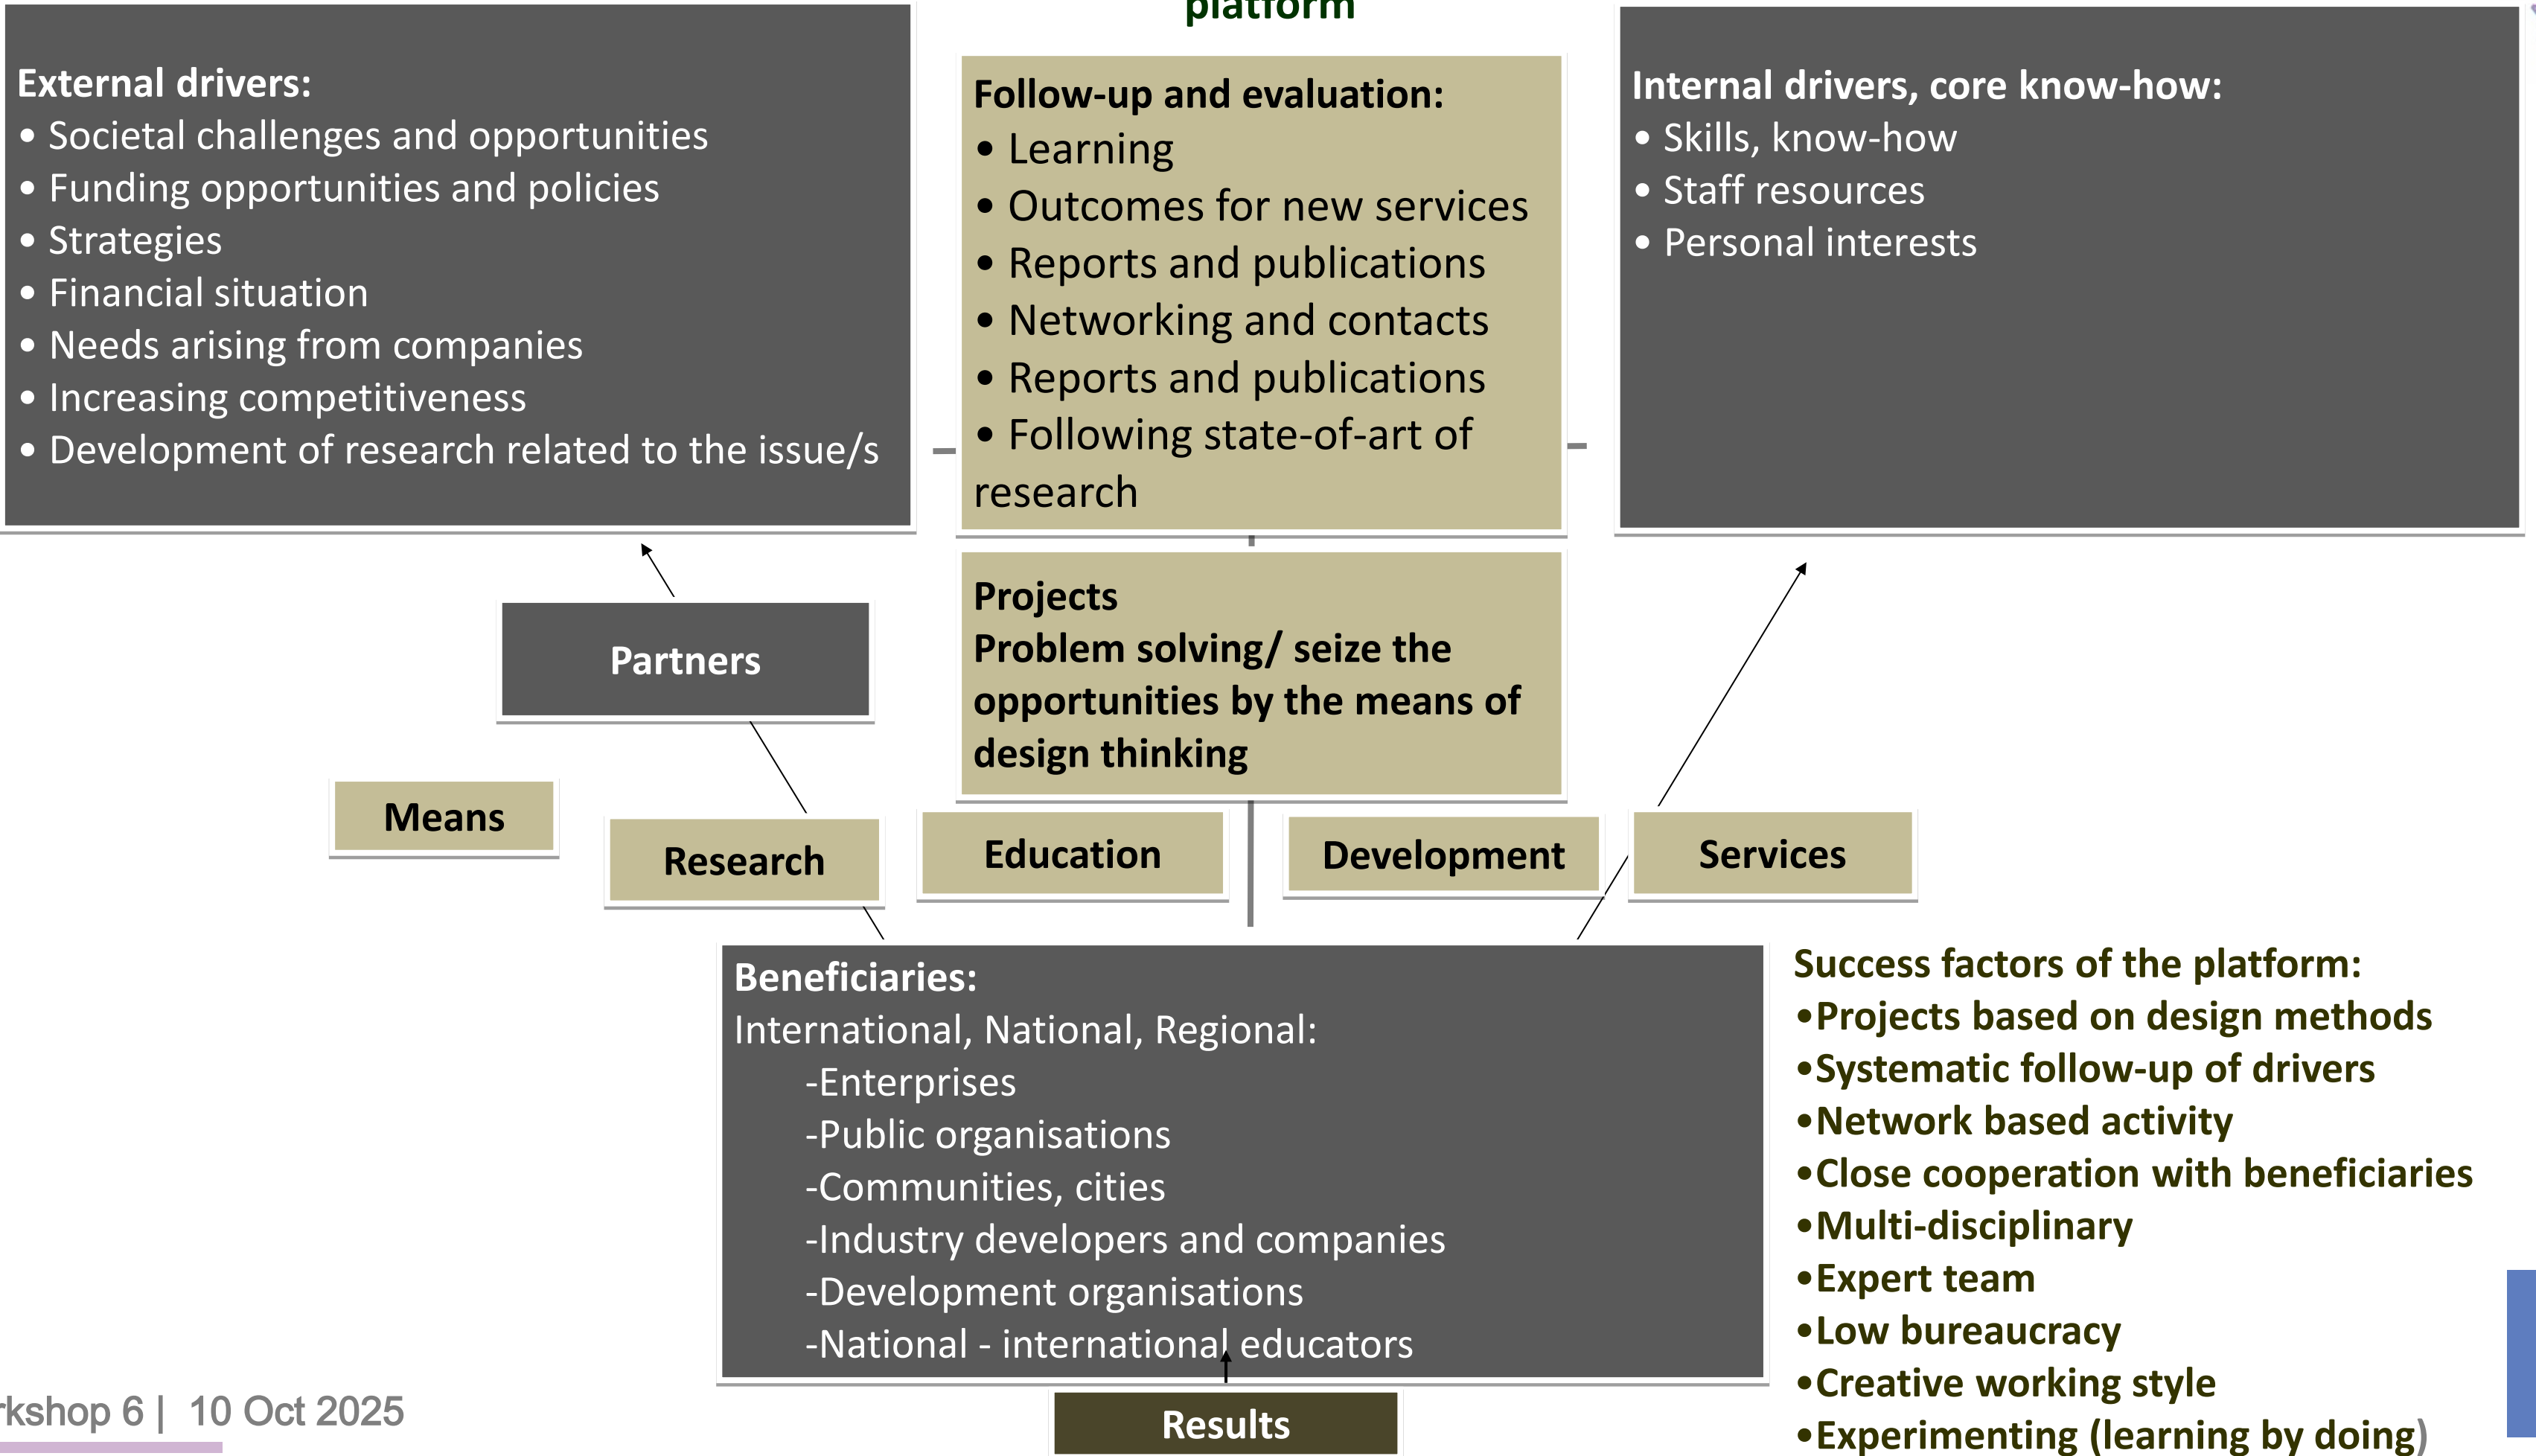 platform
External drivers:
• Societal challenges and opportunities
• Funding opportunities and policies
• Strategies
• Financial situation
• Needs arising from companies
• Increasing competitiveness
• Development of research related to the issue/s
Follow-up and evaluation:
• Learning
• Outcomes for new services
• Reports and publications
• Networking and contacts
• Reports and publications
• Following state-of-art of
research
Internal drivers, core know-how:
• Skills, know-how
• Staff resources
• Personal interests
Partners
Projects
Problem solving/ seize the
opportunities by the means of
design thinking
Means
Research
Education
Development
Services
Beneficiaries:
International, National, Regional:
-Enterprises
-Public organisations
-Communities, cities
-Industry developers and companies
-Development organisations
-National - international educators
Success factors of the platform:
•Projects based on design methods
•Systematic follow-up of drivers
•Network based activity
•Close cooperation with beneficiaries
•Multi-disciplinary
•Expert team
•Low bureaucracy
•Creative working style
•Experimenting (learning by doing)
rkshop 6 | 10 Oct 2025
Results